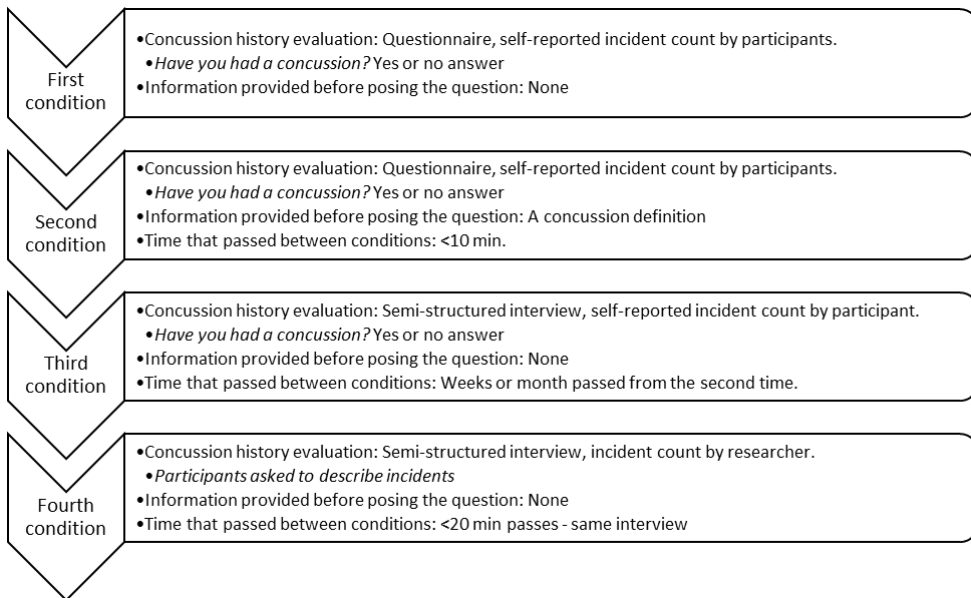 First
condition
•Concussion history evaluation: Questionnaire, self-reported incident count by participants.
•Have you had a concussion? Yes or no answer
•Information provided before posing the question: None
Second
condition
•Concussion history evaluation: Questionnaire, self-reported incident count by participants.
•Have you had a concussion? Yes or no answer
•Information provided before posing the question: A concussion definition
•Time that passed between conditions: <10 min.
Third
condition
•Concussion history evaluation: Semi-structured interview, self-reported incident count by participant.
•Have you had a concussion? Yes or no answer
•Information provided before posing the question: None
•Time that passed between conditions: Weeks or month passed from the second time.
Fourth
condition
•Concussion history evaluation: Semi-structured interview, incident count by researcher.
•Participants asked to describe incidents
•Information provided before posing the question: None
•Time that passed between conditions: <20 min passes - same interview